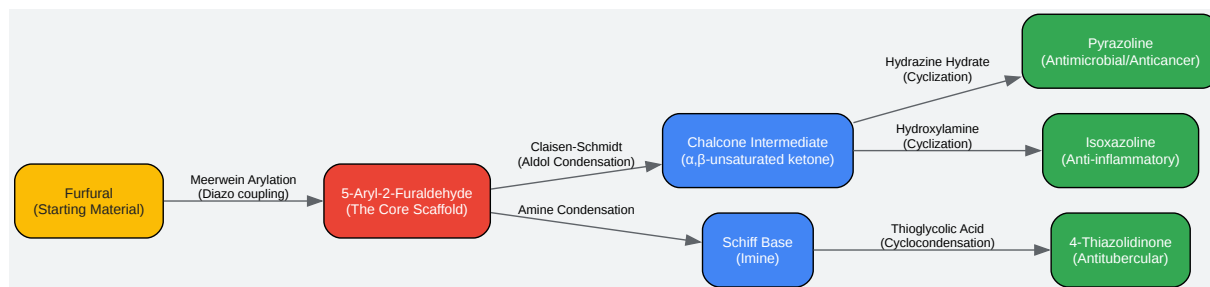 Furfural
(Starting Material)
Meerwein Arylation
(Diazo coupling)
5-Aryl-2-Furaldehyde
(The Core Scaffold)
Claisen-Schmidt
(Aldol Condensation)
Amine Condensation
Chalcone Intermediate
(α,β-unsaturated ketone)
Schiff Base
(Imine)
Hydrazine Hydrate
(Cyclization)
Hydroxylamine
(Cyclization)
Thioglycolic Acid
(Cyclocondensation)
Pyrazoline
(Antimicrobial/Anticancer)
Isoxazoline
(Anti-inflammatory)
4-Thiazolidinone
(Antitubercular)